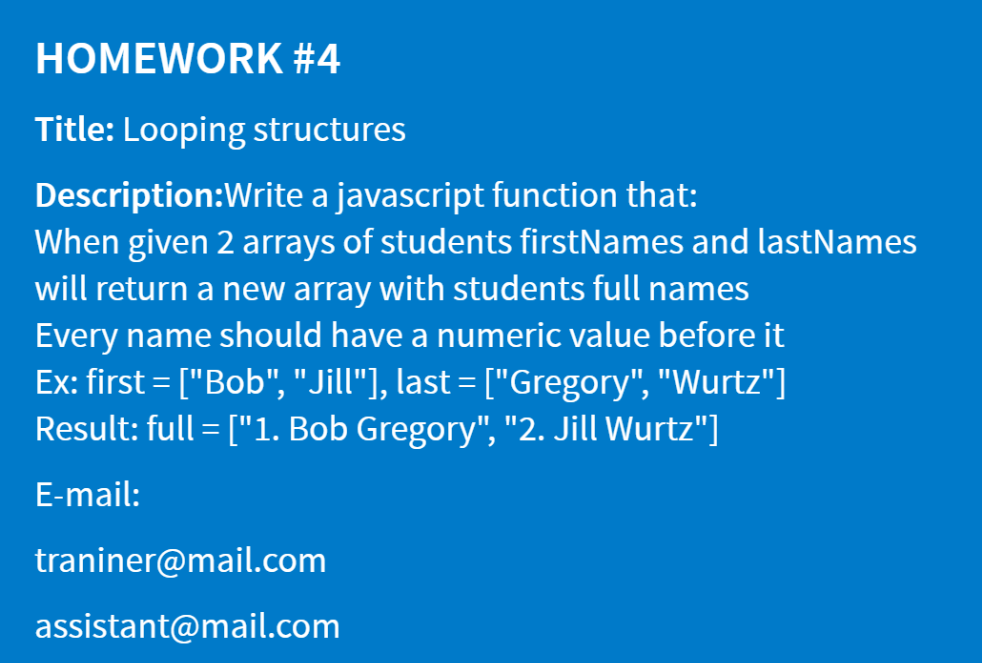 HOMEWORK #4
Title: Looping structures
Description:Write a javascript function that:
When given 2 arrays of students firstNames and lastNames
will return a new array with students full names
Every name should have a numeric value before it
Ex: first = ["Bob", "Jill"], last = ["Gregory", "Wurtz"]
Result: full = ["1. Bob Gregory", "2. Jill Wurtz"]
E-mail:
traniner@mail.com
assistant@mail.com